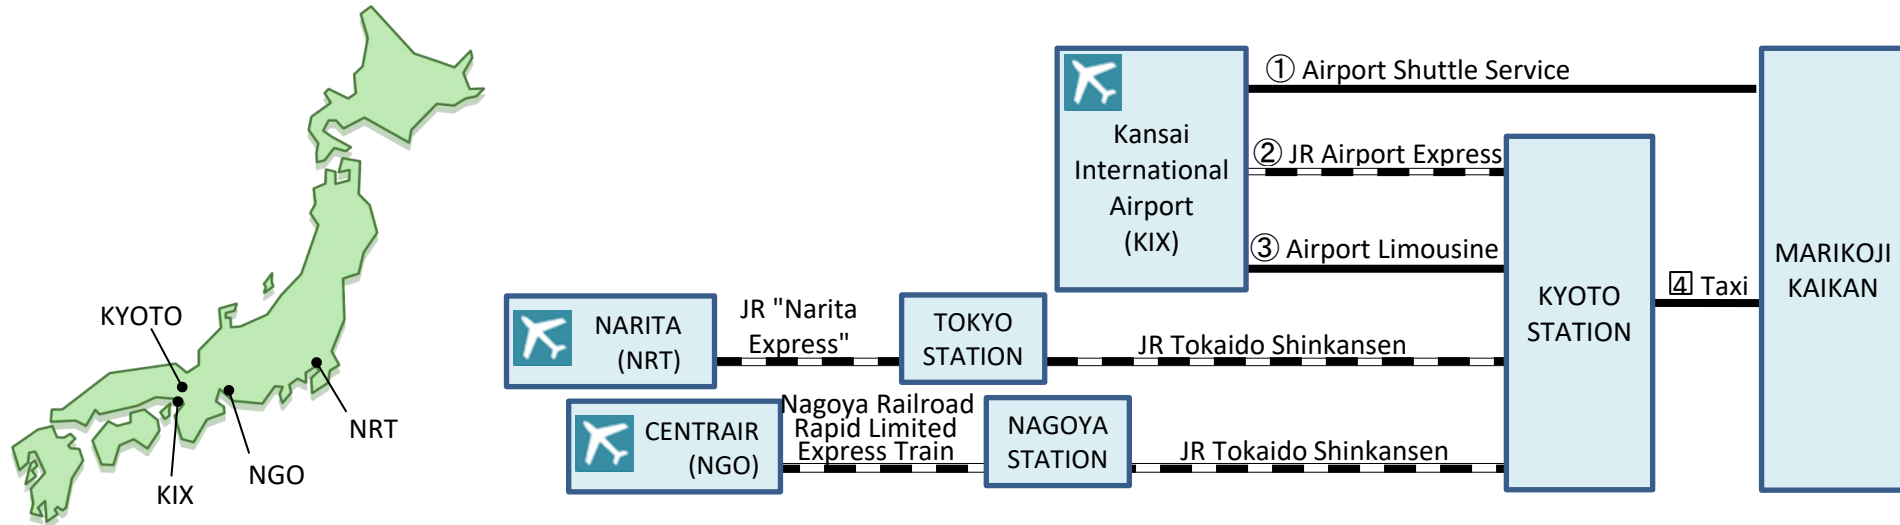 KYOTO
KIX
NGO
NRT
① Airport Shuttle Service
Kansai
International
Airport
(KIX)
② JR Airport Express
③ Airport Limousine
NARITA
(NRT)
JR "Narita
Express"
TOKYO
STATION
JR Tokaido Shinkansen
CENTRAIR
(NGO)
Nagoya Railroad
Rapid Limited
Express Train
NAGOYA
STATION
JR Tokaido Shinkansen
KYOTO
STATION
4 Taxi
MARIKOJI
KAIKAN